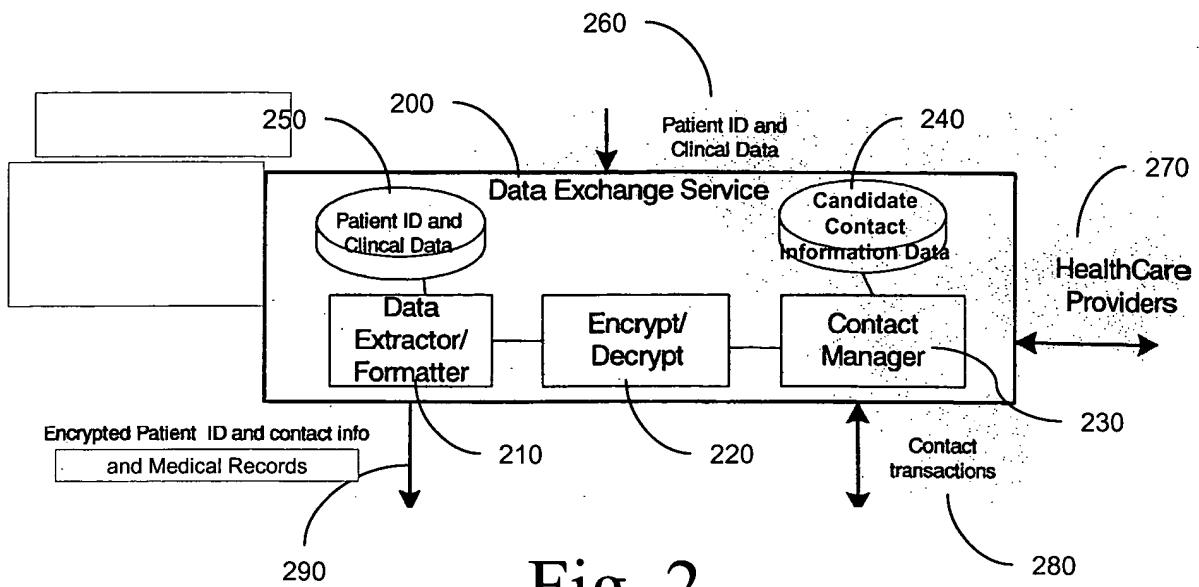 260
250
200
Patient ID and
Clincal Data
240
270
Data Exchange Service
Patient ID and
Clincal Data
Candidate
Contact
Information Data
HealthCare
Providers
Data
Extractor/
Formatter
Encrypt/
Decrypt
Contact
Manager
Encrypted Patient ID and contact info
and Medical Records
210
220
230
Contact
transactions
290
280
Fig. 2